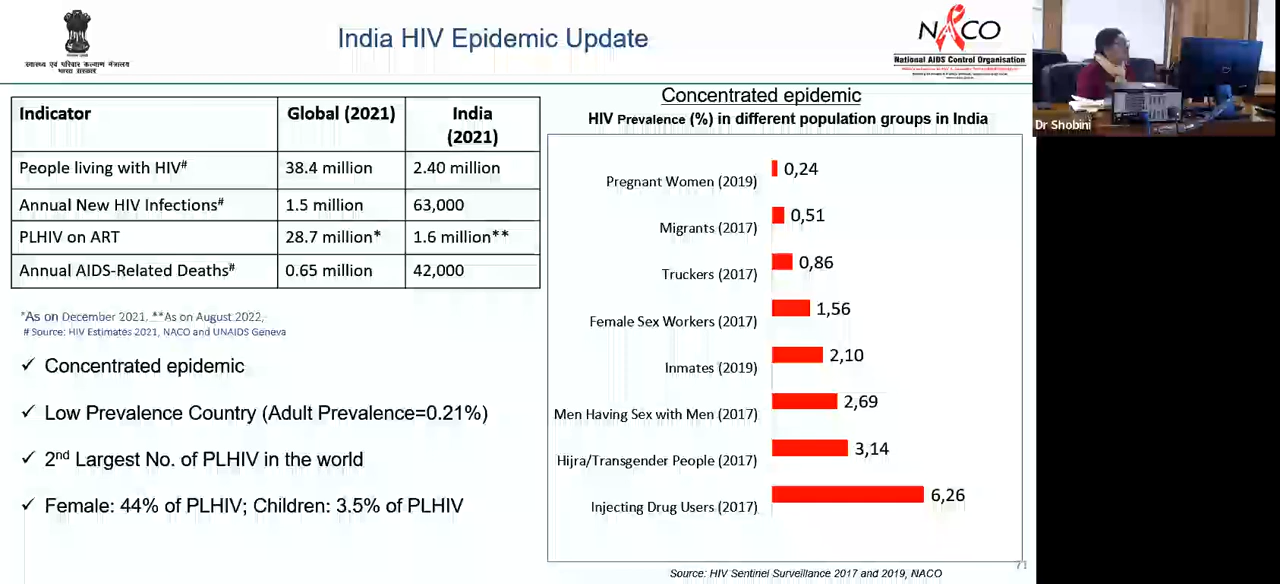 India HIV Epidemic Update
स्वास्थ्य एवं परिवार कल्याण मंत्रालय
भारत सरकार
NACO
National AIDS Control Organisation
Indicator Global (2021) India (2021)
People living with HIV# 38.4 million 2.40 million
Annual New HIV Infections# 1.5 million 63,000
PLHIV on ART 28.7 million* 1.6 million**
Annual AIDS-Related Deaths# 0.65 million 42,000
*As on December 2021, **As on August 2022,
# Source: HIV Estimates 2021, NACO and UNAIDS Geneva
✓ Concentrated epidemic
✓ Low Prevalence Country (Adult Prevalence=0.21%)
✓ 2nd Largest No. of PLHIV in the world
✓ Female: 44% of PLHIV; Children: 3.5% of PLHIV
Concentrated epidemic
HIV Prevalence (%) in different population groups in India
Pregnant Women (2019) 0,24
Migrants (2017) 0,51
Truckers (2017) 0,86
Female Sex Workers (2017) 1,56
Inmates (2019) 2,10
Men Having Sex with Men (2017) 2,69
Hijra/Transgender People (2017) 3,14
Injecting Drug Users (2017) 6,26
71
Source: HIV Sentinel Surveillance 2017 and 2019, NACO
Dr Shobini